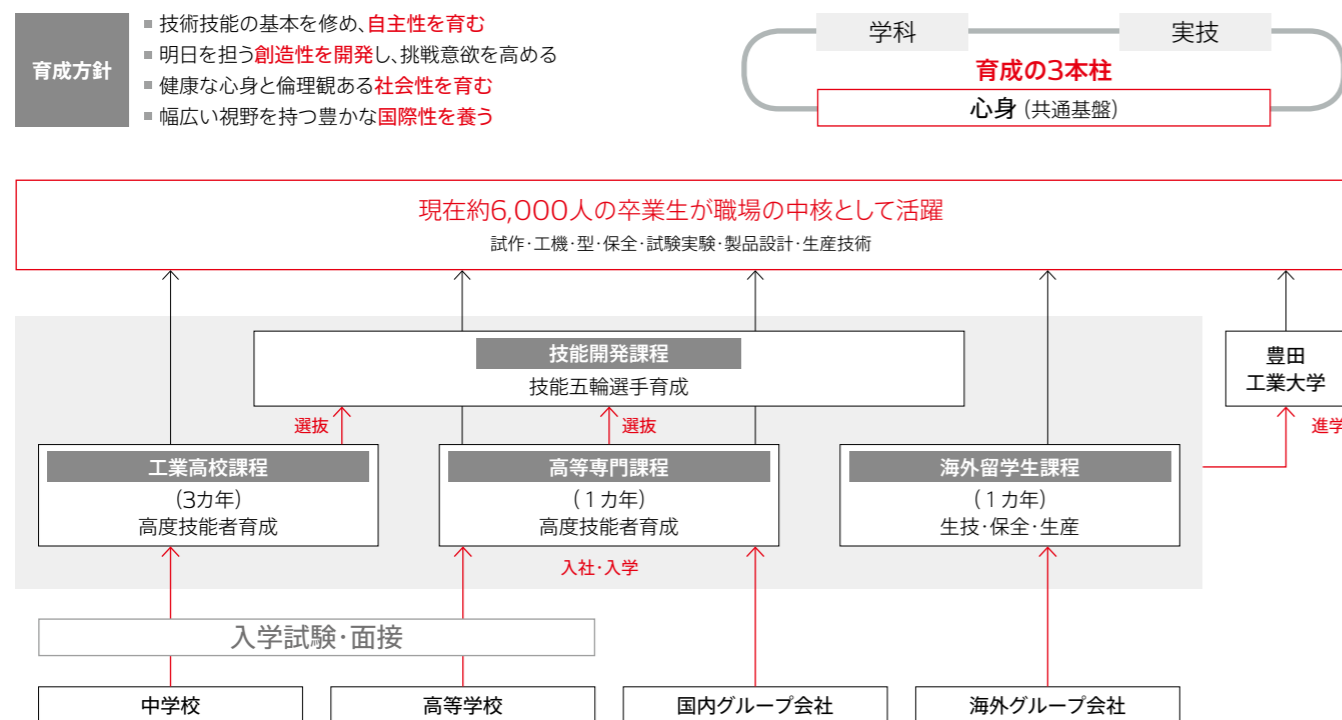 育成方針
技術技能の基本を修め、自主性を育む
明日を担う創造性を開発し、挑戦意欲を高める
健康な心身と倫理観ある社会性を育む
幅広い視野を持つ豊かな国際性を養う
学科
実技
育成の3本柱
心身 (共通基盤)
現在約6,000人の卒業生が職場の中核として活躍
試作・工機・型・保全・試験実験・製品設計・生産技術
技能開発課程
技能五輪選手育成
豊田
工業大学
選抜
選抜
進学
工業高校課程
(3カ年)
高度技能者育成
高等専門課程
(1カ年)
高度技能者育成
海外留学生課程
(1カ年)
生技・保全・生産
入社・入学
入学試験・面接
中学校
高等学校
国内グループ会社
海外グループ会社